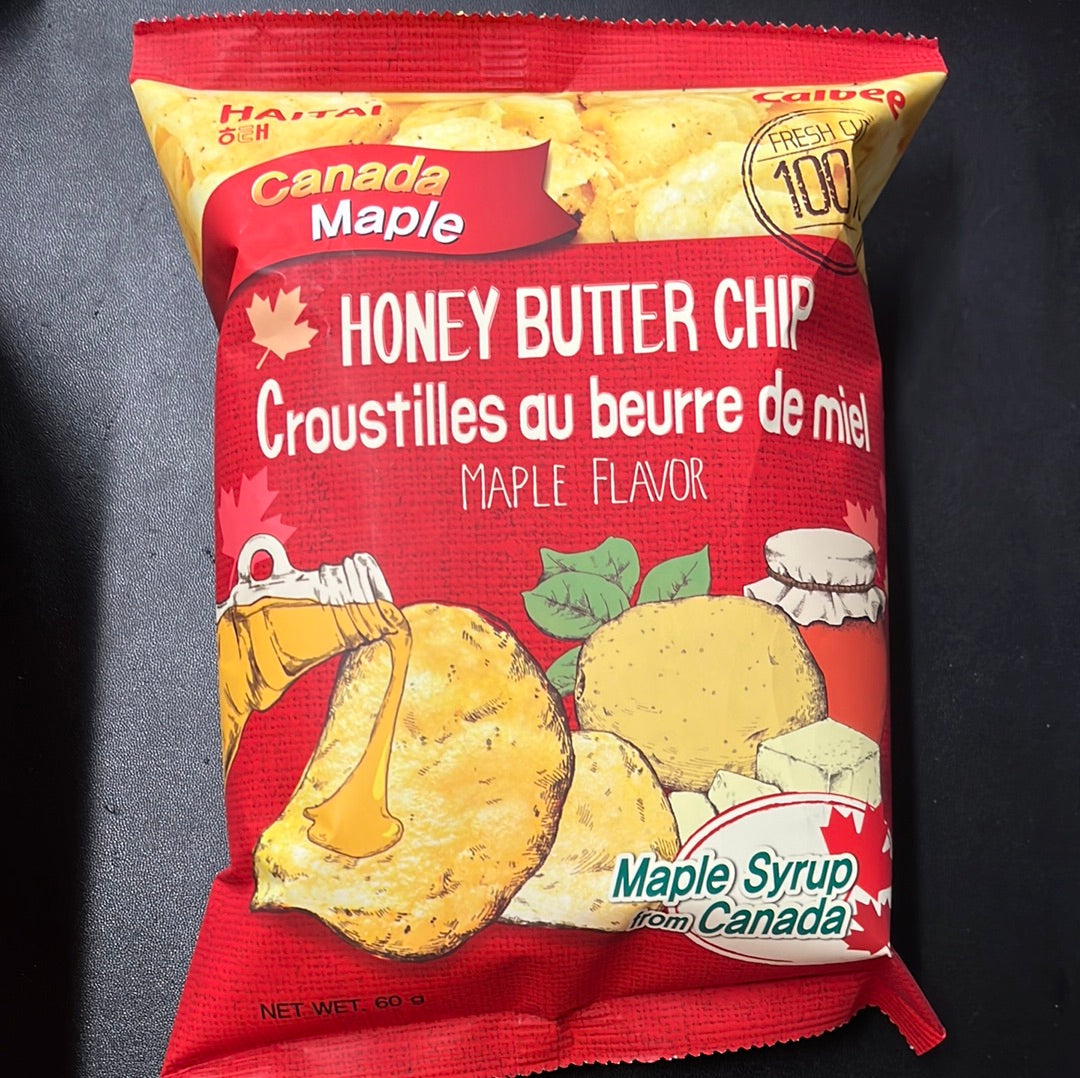 HAITAI
해태
Calbee
FRESH
100
Canada
Maple
HONEY BUTTER CHIP
Croustilles au beurre de miel
MAPLE FLAVOR
Maple Syrup
from Canada
NET WET. 60 g